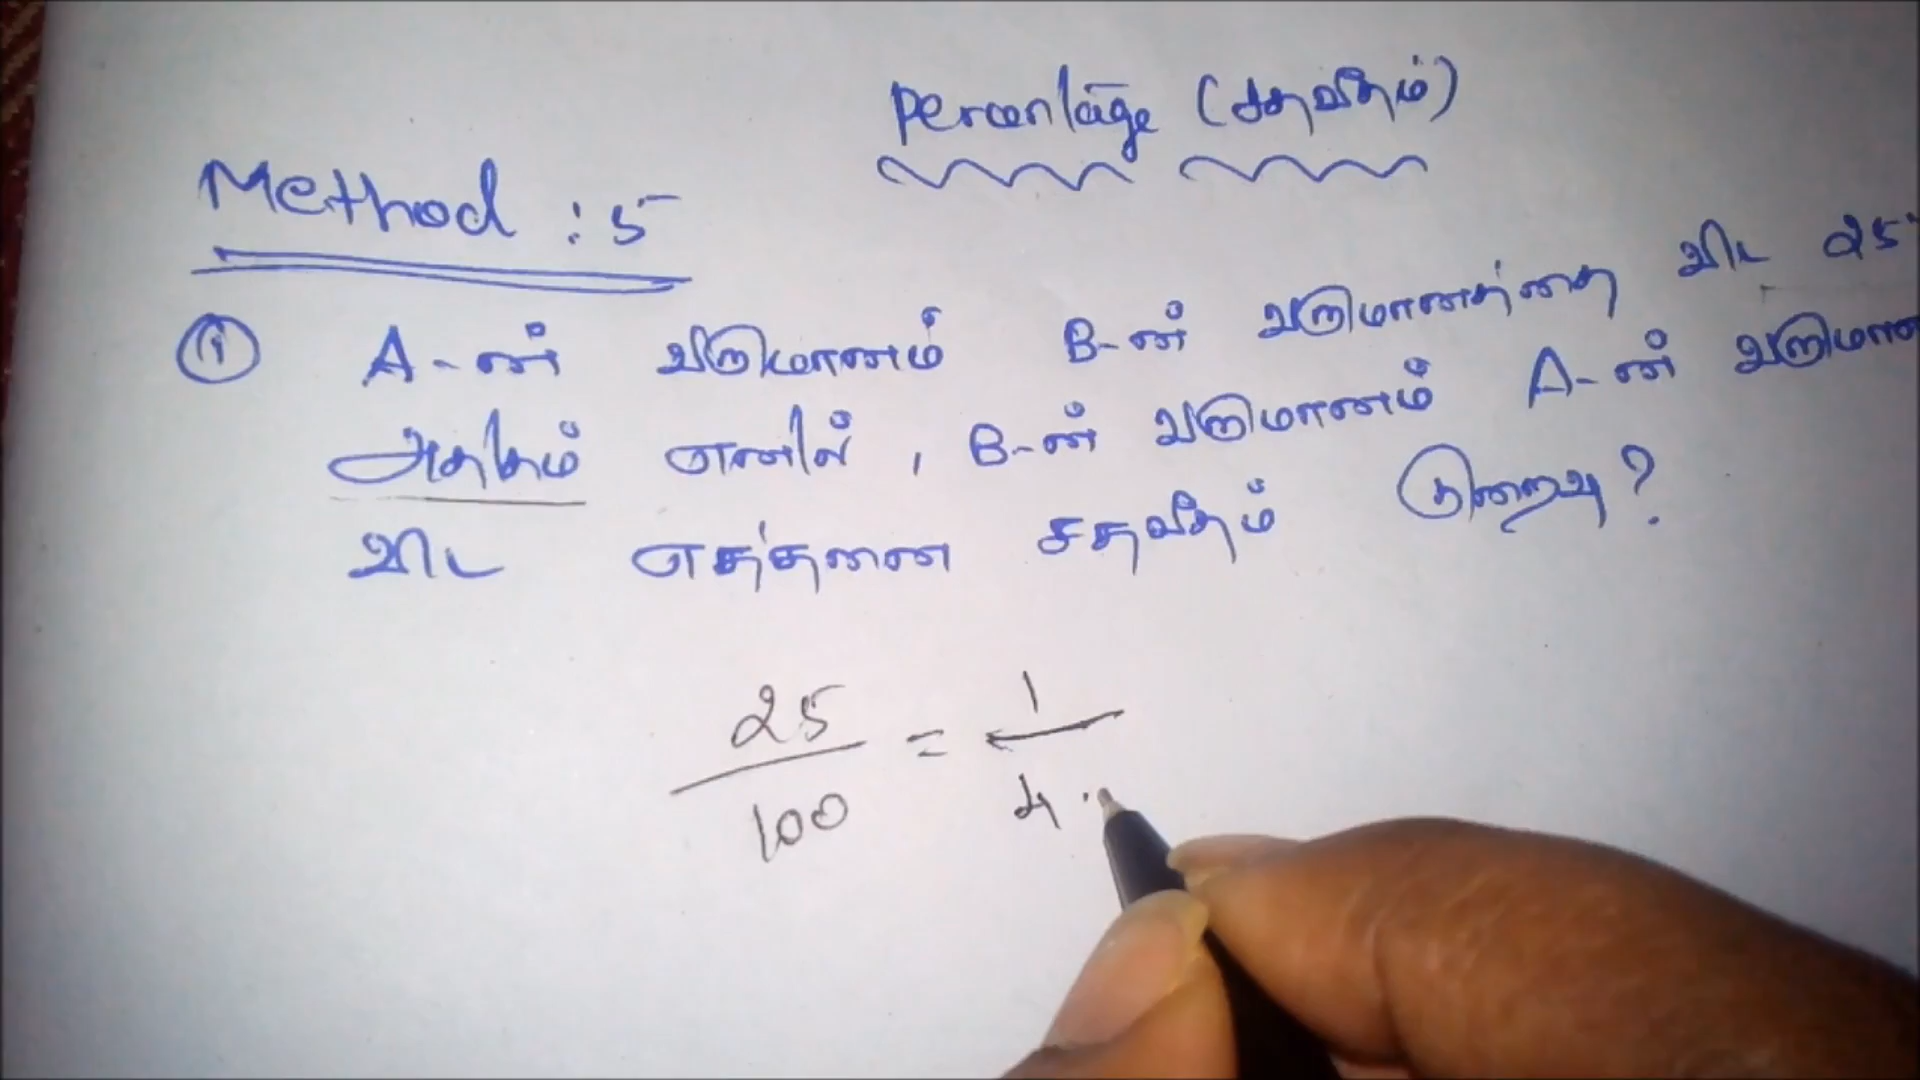 Percentage (சதவீதம்)
Method : 5
① A-ன் வருமானம் B-ன் வருமானத்தை விட 25
அதிகம் எனில், B-ன் வருமானம் A-ன் வருமான
விட எத்தனை சதவீதம் குறைவு?
25/100 = 1/4